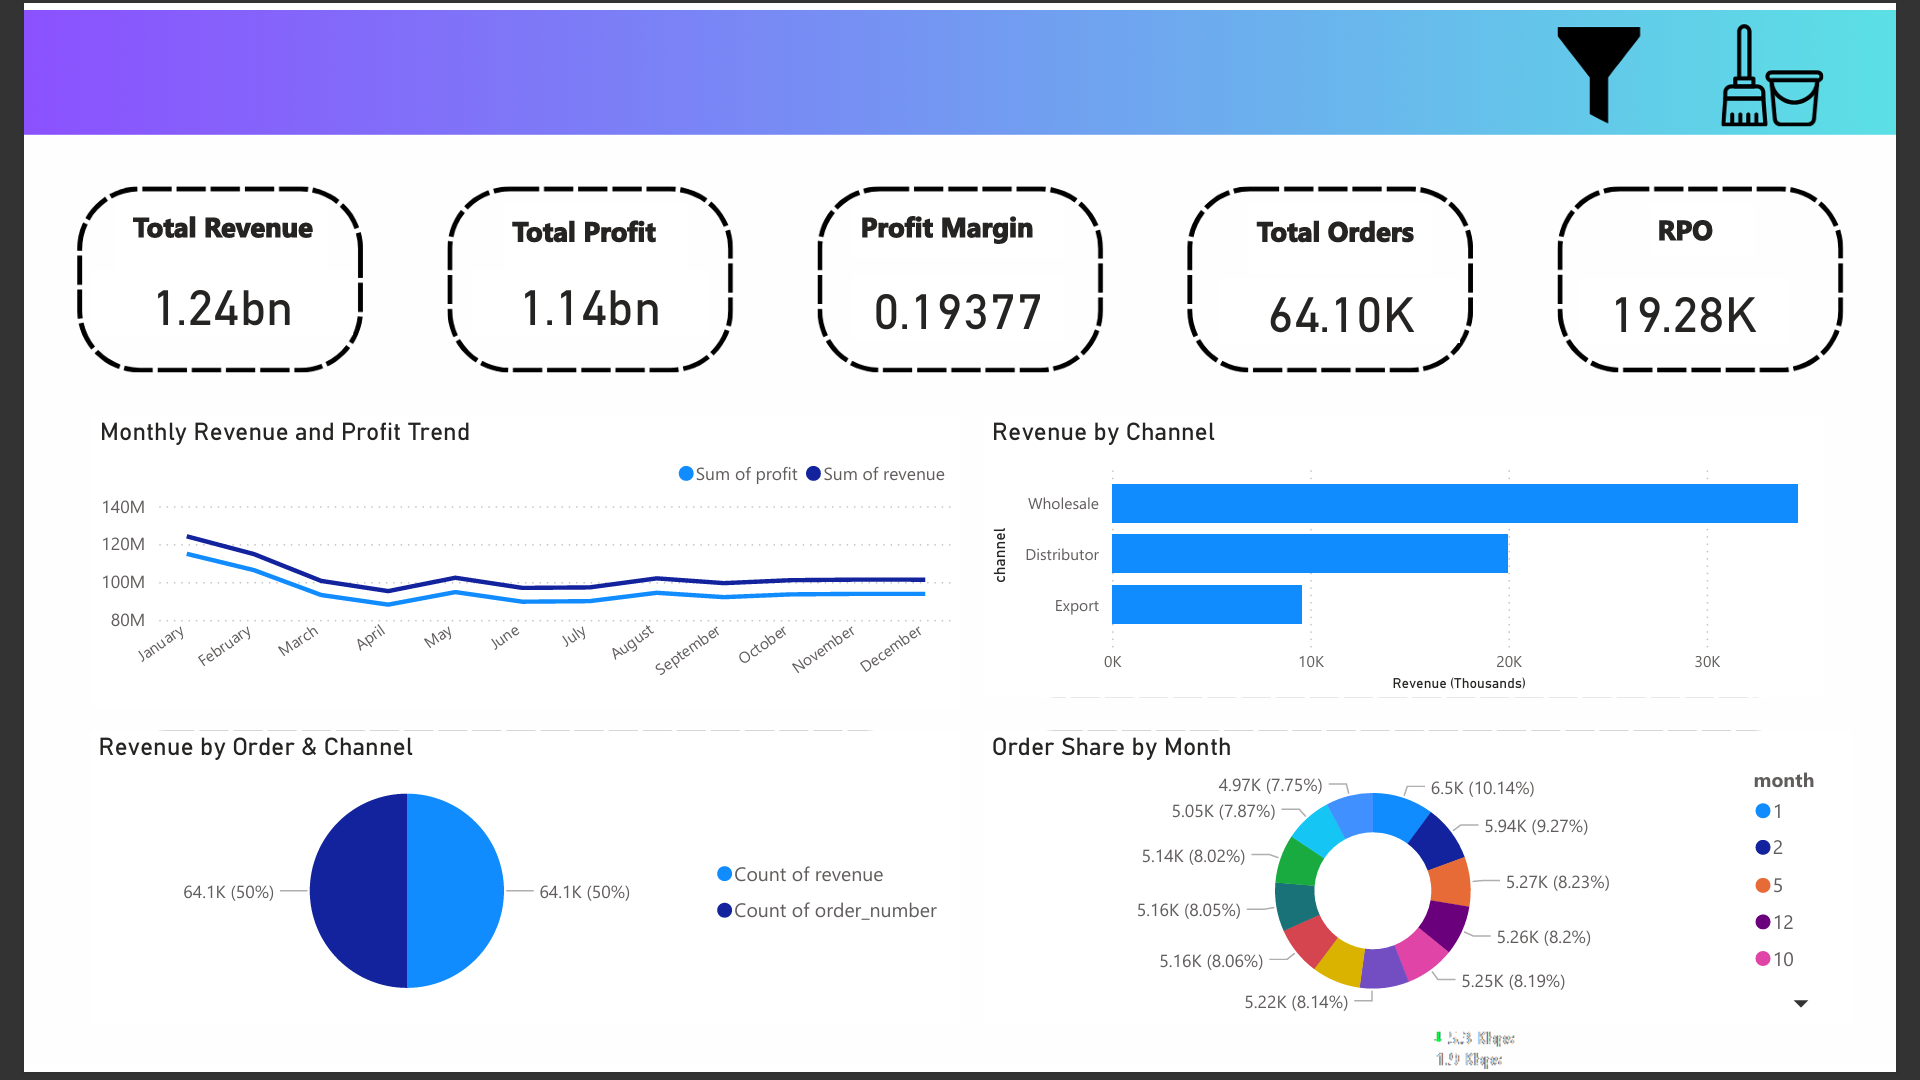 Total Revenue
1.24bn
Total Profit
1.14bn
Profit Margin
0.19377
Total Orders
64.10K
RPO
19.28K
Monthly Revenue and Profit Trend
Sum of profit Sum of revenue
140M
120M
100M
80M
January February March April May June July August September October November December
Revenue by Channel
channel
Wholesale
Distributor
Export
0K 10K 20K 30K
Revenue (Thousands)
Revenue by Order & Channel
64.1K (50%)
64.1K (50%)
Count of revenue
Count of order_number
Order Share by Month
4.97K (7.75%)
6.5K (10.14%)
5.05K (7.87%)
5.94K (9.27%)
5.14K (8.02%)
5.27K (8.23%)
5.16K (8.05%)
5.26K (8.2%)
5.16K (8.06%)
5.25K (8.19%)
5.22K (8.14%)
month
1
2
5
12
10